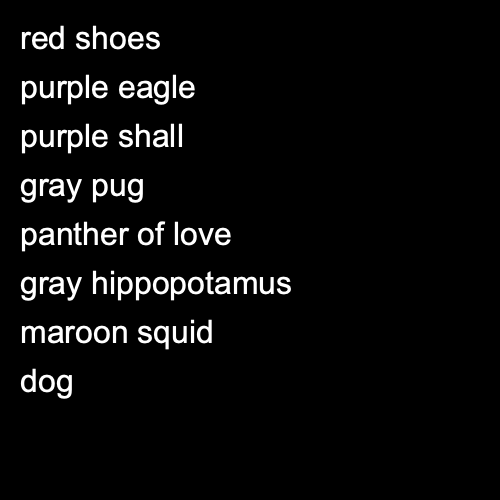 red shoes
purple eagle
purple shall
gray pug
panther of love
gray hippopotamus
maroon squid
dog